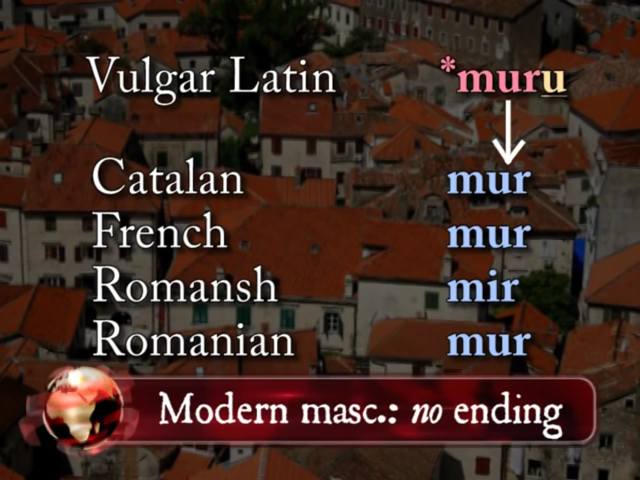 Vulgar Latin *muru
Catalan mur
French mur
Romansh mir
Romanian mur
Modern masc.: no ending